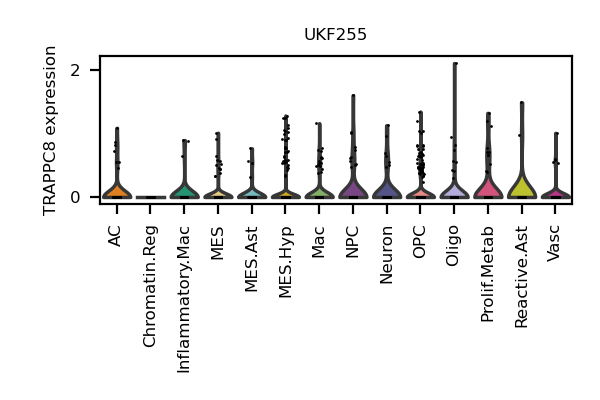 UKF255
TRAPPC8 expression
2
0
AC
Chromatin.Reg
Inflammatory.Mac
MES
MES.Ast
MES.Hyp
Mac
NPC
Neuron
OPC
Oligo
Prolif.Metab
Reactive.Ast
Vasc